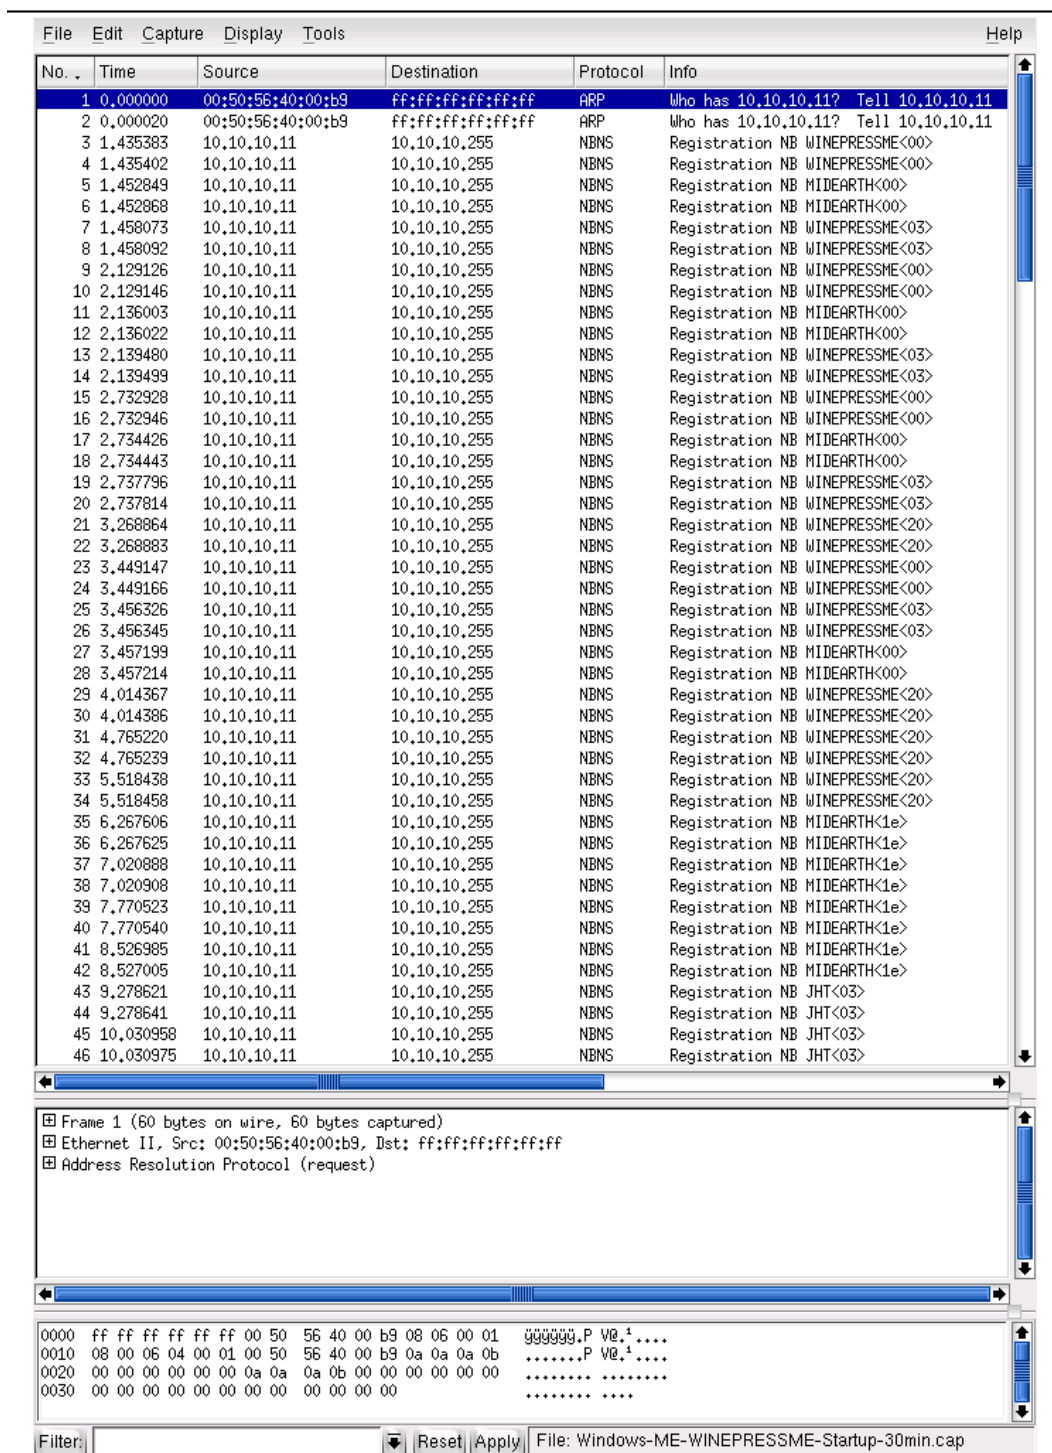 File Edit Capture Display Tools Help
No. Time Source Destination Protocol Info
1 0.000000 00:50:56:40:00:b9 ff:ff:ff:ff:ff:ff ARP Who has 10.10.10.11? Tell 10.10.10.11
2 0.000020 00:50:56:40:00:b9 ff:ff:ff:ff:ff:ff ARP Who has 10.10.10.11? Tell 10.10.10.11
3 1.435383 10.10.10.11 10.10.10.255 NBNS Registration NB WINEPRESSME<00>
4 1.435402 10.10.10.11 10.10.10.255 NBNS Registration NB WINEPRESSME<00>
5 1.452849 10.10.10.11 10.10.10.255 NBNS Registration NB MIDEARTH<00>
6 1.452868 10.10.10.11 10.10.10.255 NBNS Registration NB MIDEARTH<00>
7 1.458073 10.10.10.11 10.10.10.255 NBNS Registration NB WINEPRESSME<03>
8 1.458092 10.10.10.11 10.10.10.255 NBNS Registration NB WINEPRESSME<03>
9 2.129126 10.10.10.11 10.10.10.255 NBNS Registration NB WINEPRESSME<00>
10 2.129146 10.10.10.11 10.10.10.255 NBNS Registration NB WINEPRESSME<00>
11 2.136003 10.10.10.11 10.10.10.255 NBNS Registration NB MIDEARTH<00>
12 2.136022 10.10.10.11 10.10.10.255 NBNS Registration NB MIDEARTH<00>
13 2.139480 10.10.10.11 10.10.10.255 NBNS Registration NB WINEPRESSME<03>
14 2.139499 10.10.10.11 10.10.10.255 NBNS Registration NB WINEPRESSME<03>
15 2.732928 10.10.10.11 10.10.10.255 NBNS Registration NB WINEPRESSME<00>
16 2.732946 10.10.10.11 10.10.10.255 NBNS Registration NB WINEPRESSME<00>
17 2.734426 10.10.10.11 10.10.10.255 NBNS Registration NB MIDEARTH<00>
18 2.734443 10.10.10.11 10.10.10.255 NBNS Registration NB MIDEARTH<00>
19 2.737796 10.10.10.11 10.10.10.255 NBNS Registration NB WINEPRESSME<03>
20 2.737814 10.10.10.11 10.10.10.255 NBNS Registration NB WINEPRESSME<03>
21 3.268864 10.10.10.11 10.10.10.255 NBNS Registration NB WINEPRESSME<20>
22 3.268883 10.10.10.11 10.10.10.255 NBNS Registration NB WINEPRESSME<20>
23 3.449147 10.10.10.11 10.10.10.255 NBNS Registration NB WINEPRESSME<00>
24 3.449166 10.10.10.11 10.10.10.255 NBNS Registration NB WINEPRESSME<00>
25 3.456326 10.10.10.11 10.10.10.255 NBNS Registration NB WINEPRESSME<03>
26 3.456345 10.10.10.11 10.10.10.255 NBNS Registration NB WINEPRESSME<03>
27 3.457199 10.10.10.11 10.10.10.255 NBNS Registration NB MIDEARTH<00>
28 3.457214 10.10.10.11 10.10.10.255 NBNS Registration NB MIDEARTH<00>
29 4.014367 10.10.10.11 10.10.10.255 NBNS Registration NB WINEPRESSME<20>
30 4.014386 10.10.10.11 10.10.10.255 NBNS Registration NB WINEPRESSME<20>
31 4.765220 10.10.10.11 10.10.10.255 NBNS Registration NB WINEPRESSME<20>
32 4.765239 10.10.10.11 10.10.10.255 NBNS Registration NB WINEPRESSME<20>
33 5.518438 10.10.10.11 10.10.10.255 NBNS Registration NB WINEPRESSME<20>
34 5.518458 10.10.10.11 10.10.10.255 NBNS Registration NB WINEPRESSME<20>
35 6.267606 10.10.10.11 10.10.10.255 NBNS Registration NB MIDEARTH<1e>
36 6.267625 10.10.10.11 10.10.10.255 NBNS Registration NB MIDEARTH<1e>
37 7.020888 10.10.10.11 10.10.10.255 NBNS Registration NB MIDEARTH<1e>
38 7.020908 10.10.10.11 10.10.10.255 NBNS Registration NB MIDEARTH<1e>
39 7.770523 10.10.10.11 10.10.10.255 NBNS Registration NB MIDEARTH<1e>
40 7.770540 10.10.10.11 10.10.10.255 NBNS Registration NB MIDEARTH<1e>
41 8.526985 10.10.10.11 10.10.10.255 NBNS Registration NB MIDEARTH<1e>
42 8.527005 10.10.10.11 10.10.10.255 NBNS Registration NB MIDEARTH<1e>
43 9.278621 10.10.10.11 10.10.10.255 NBNS Registration NB JHT<03>
44 9.278641 10.10.10.11 10.10.10.255 NBNS Registration NB JHT<03>
45 10.030958 10.10.10.11 10.10.10.255 NBNS Registration NB JHT<03>
46 10.030975 10.10.10.11 10.10.10.255 NBNS Registration NB JHT<03>
Frame 1 (60 bytes on wire, 60 bytes captured)
Ethernet II, Src: 00:50:56:40:00:b9, Dst: ff:ff:ff:ff:ff:ff
Address Resolution Protocol (request)
0000 ff ff ff ff ff ff 00 50 56 40 00 b9 08 06 00 01 ÿÿÿÿÿÿ.P V@.¹....
0010 08 00 06 04 00 01 00 50 56 40 00 b9 0a 0a 0a 0b .......P V@.¹....
0020 00 00 00 00 00 00 0a 0a 0a 0b 00 00 00 00 00 00 ........ ........
0030 00 00 00 00 00 00 00 00 00 00 00 00 ........ ....
Filter: Reset Apply File: Windows-ME-WINEPRESSME-Startup-30min.cap